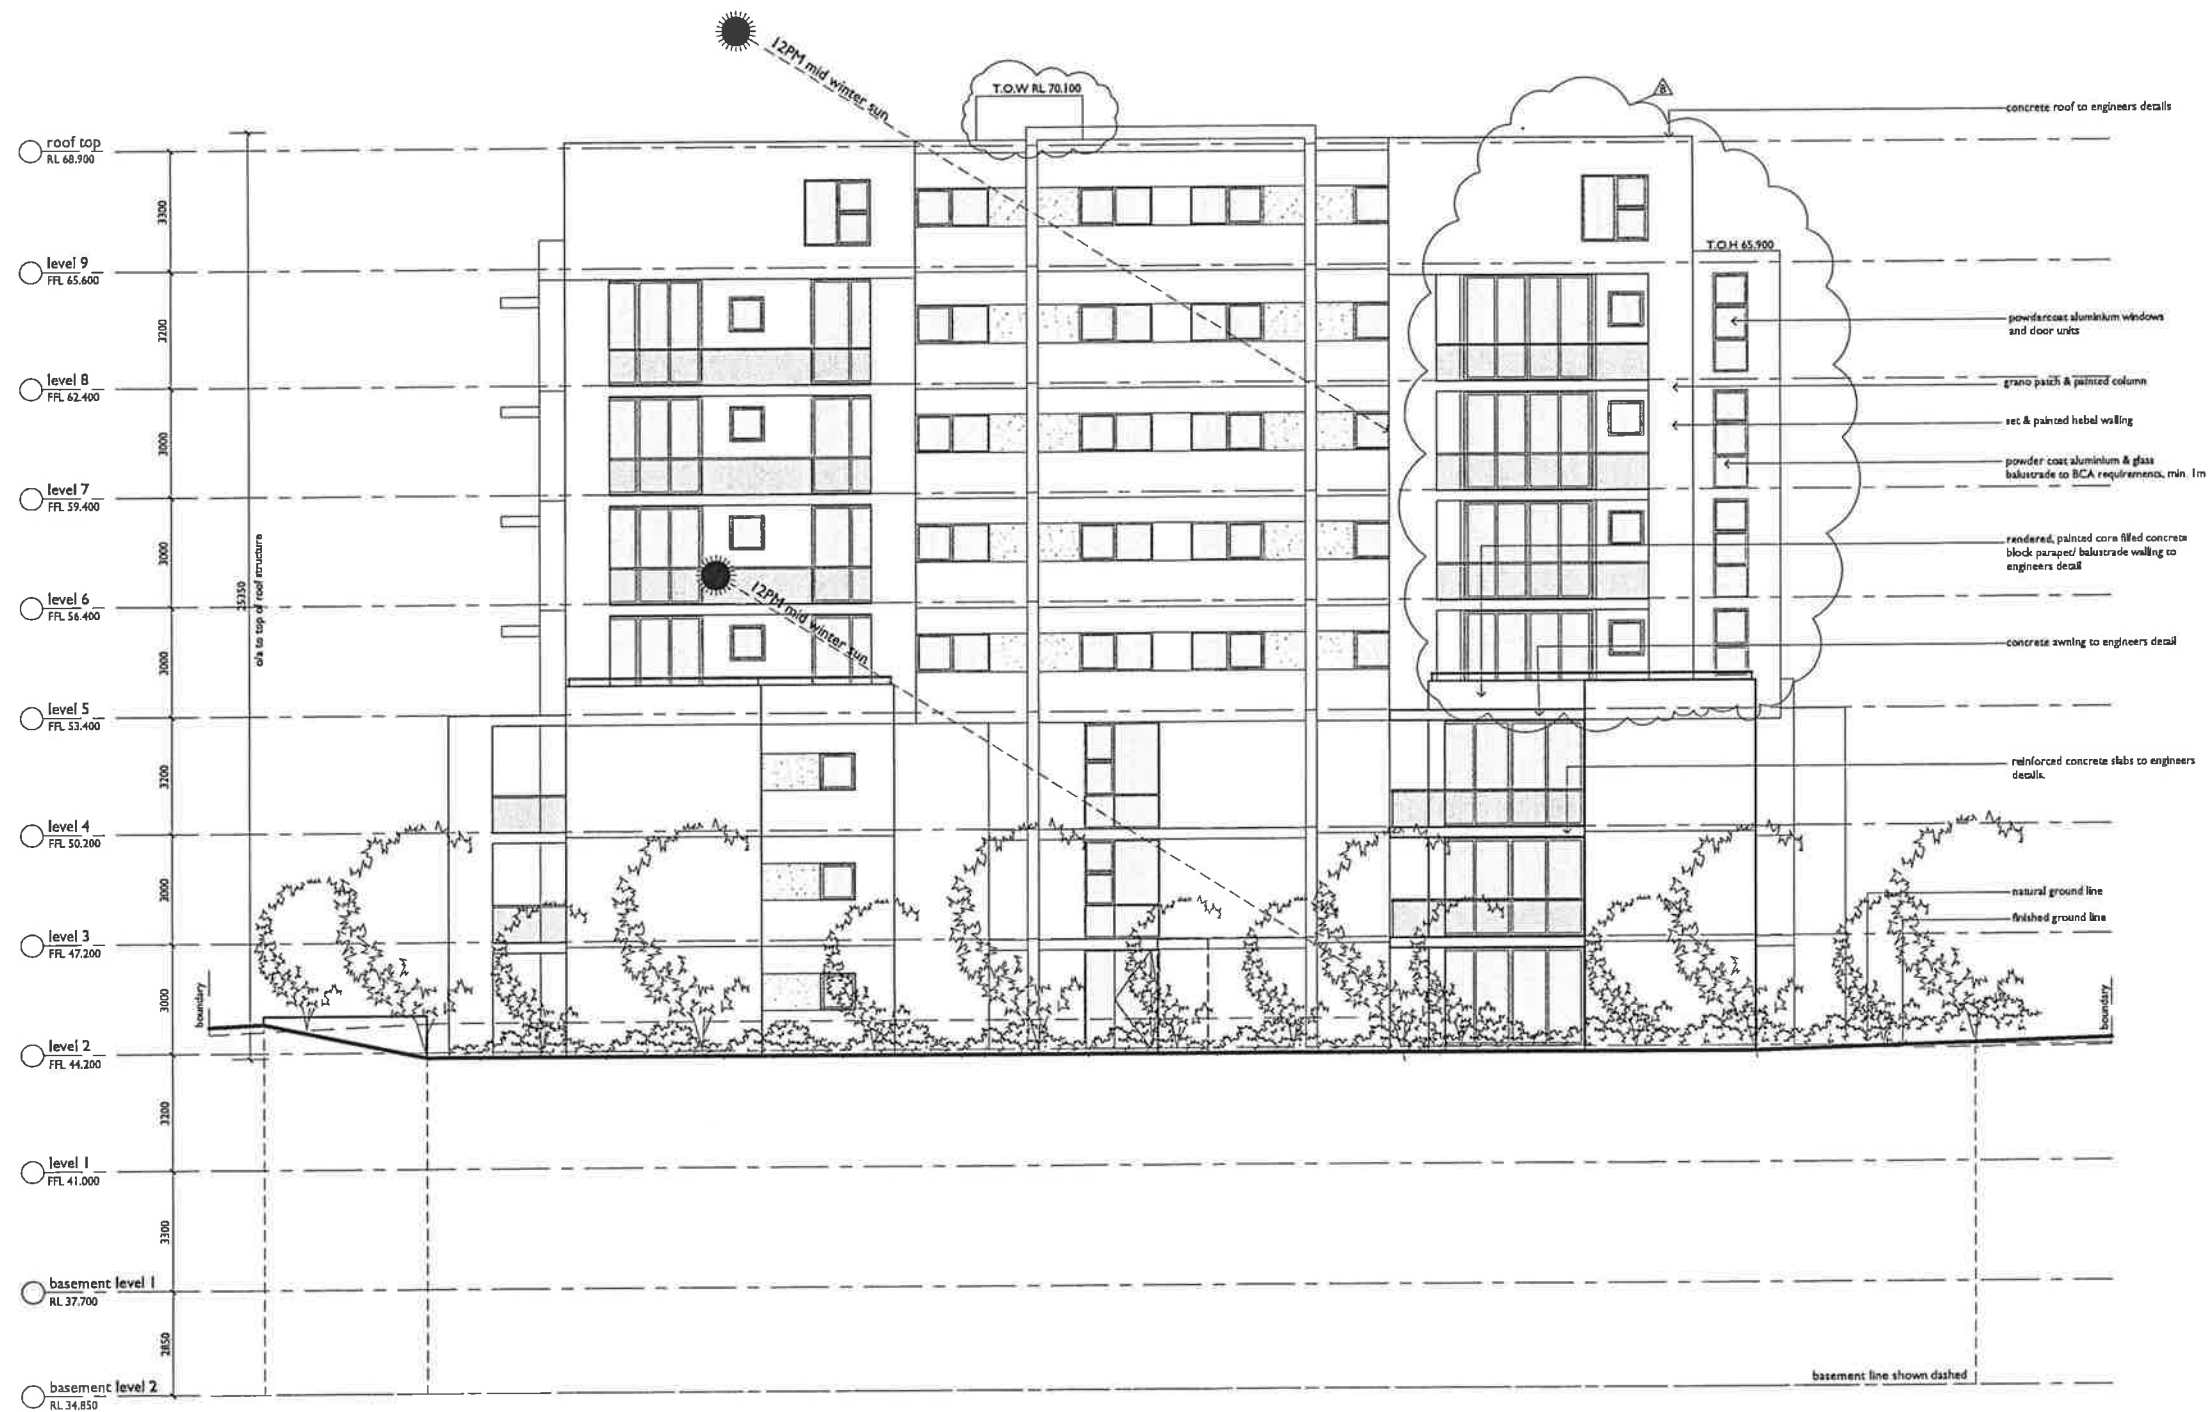 12PM mid winter sun
T.O.W RL 70.100
B
concrete roof to engineers details
roof top
RL 68.900
3300
T.O.H 65.900
level 9
FFL 65.600
powdercoat aluminium windows
and door units
3200
level 8
FFL 62.400
grano patch & painted column
set & painted hebel walling
3000
powder coat aluminium & glass
balustrade to BCA requirements, min. 1m
level 7
FFL 59.400
rendered, painted core filled concrete
block parapet/ balustrade walling to
engineers detail
3000
25350
o/a to top of roof structure
12PM mid winter sun
level 6
FFL 56.400
concrete awning to engineers detail
3000
level 5
FFL 53.400
reinforced concrete slabs to engineers
details.
3200
level 4
FFL 50.200
natural ground line
3000
finished ground line
level 3
FFL 47.200
boundary
3000
boundary
level 2
FFL 44.200
3200
level 1
FFL 41.000
3300
basement level 1
RL 37.700
2850
basement line shown dashed
basement level 2
RL 34.850